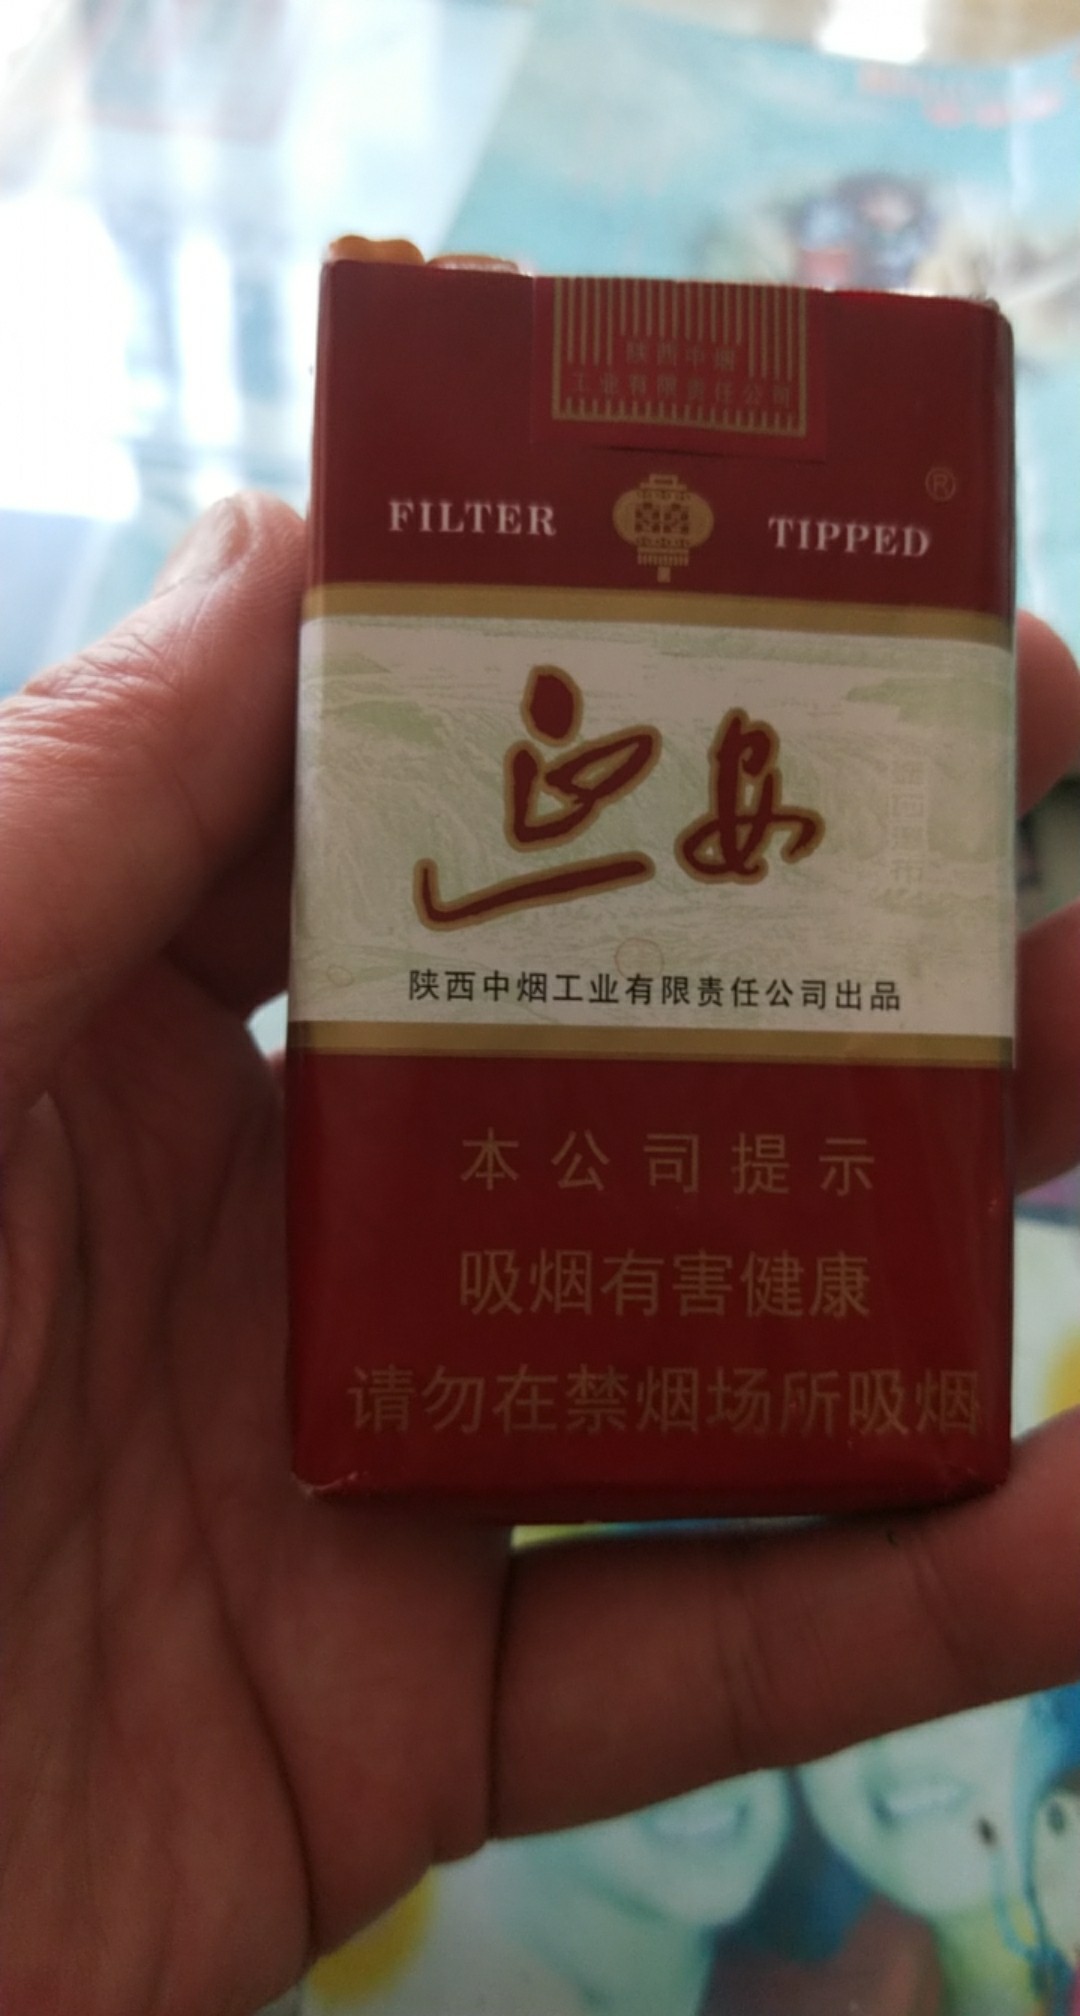 陕西中烟
工业有限责任公司
®
FILTER TIPPED
延安
陕西中烟工业有限责任公司出品
本公司提示
吸烟有害健康
请勿在禁烟场所吸烟